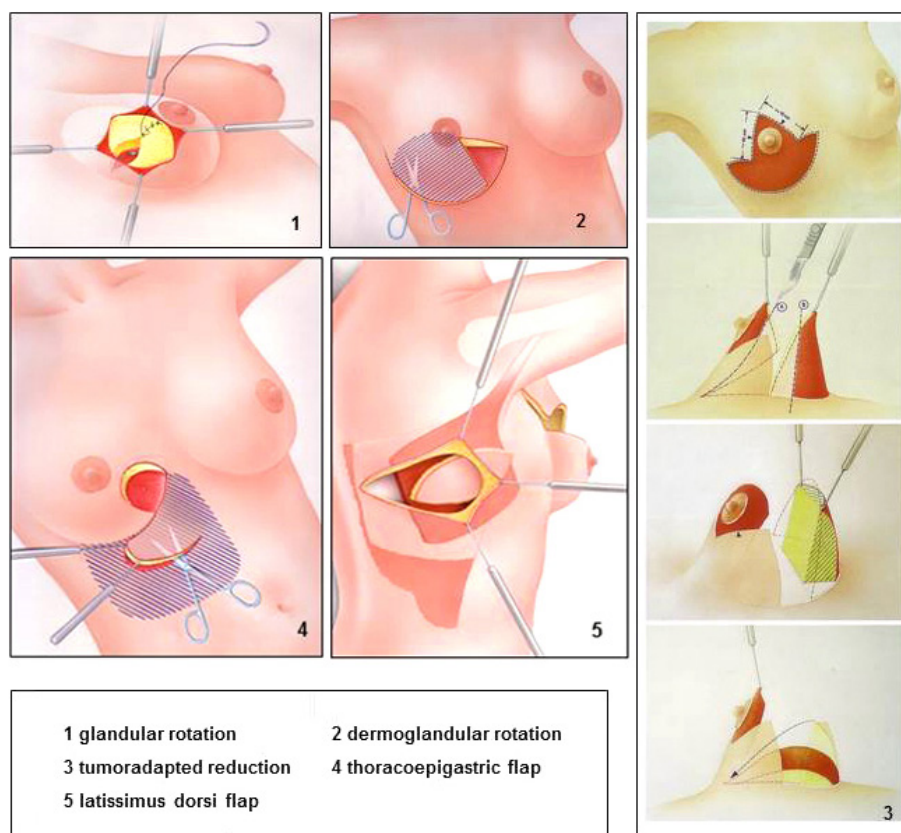 1
2
4
5
3
1 glandular rotation 2 dermoglandular rotation
3 tumoradapted reduction 4 thoracoepigastric flap
5 latissimus dorsi flap